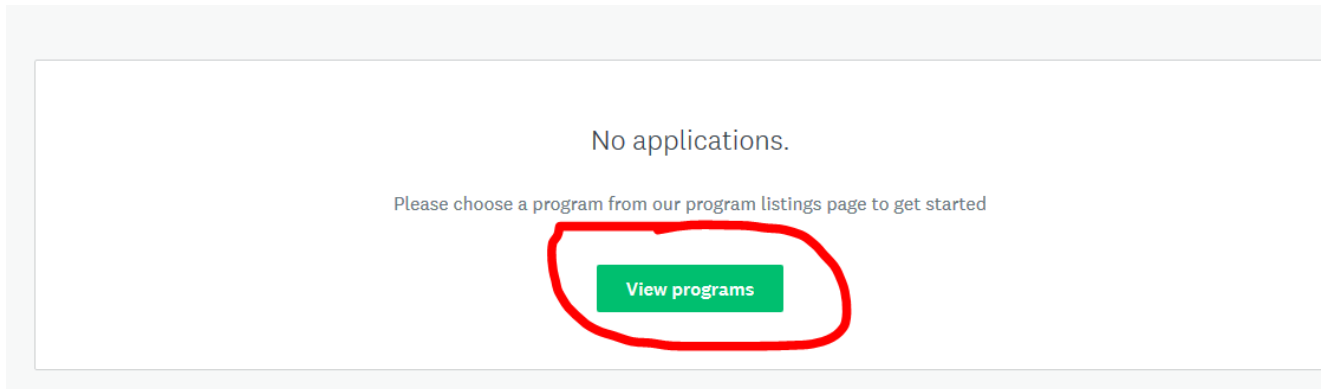 No applications.
Please choose a program from our program listings page to get started
View programs